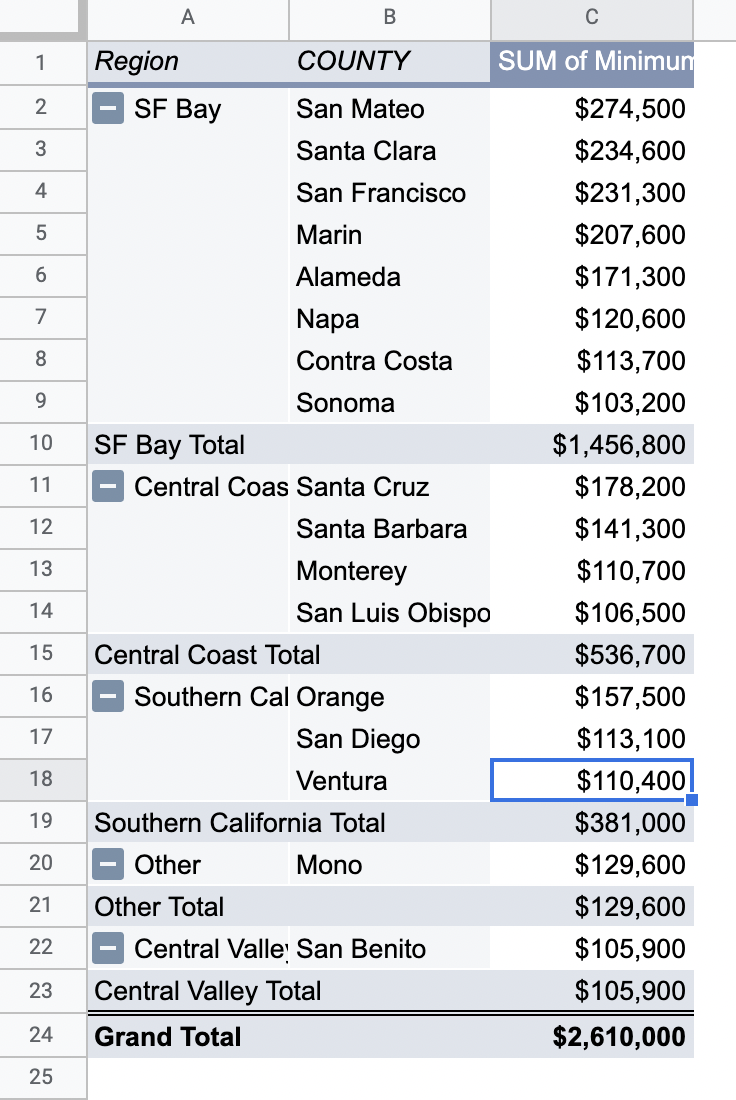 A B C
1 Region COUNTY SUM of Minimum
2 SF Bay San Mateo $274,500
3 Santa Clara $234,600
4 San Francisco $231,300
5 Marin $207,600
6 Alameda $171,300
7 Napa $120,600
8 Contra Costa $113,700
9 Sonoma $103,200
10 SF Bay Total $1,456,800
11 Central Coas Santa Cruz $178,200
12 Santa Barbara $141,300
13 Monterey $110,700
14 San Luis Obispo $106,500
15 Central Coast Total $536,700
16 Southern Cal Orange $157,500
17 San Diego $113,100
18 Ventura $110,400
19 Southern California Total $381,000
20 Other Mono $129,600
21 Other Total $129,600
22 Central Valley San Benito $105,900
23 Central Valley Total $105,900
24 Grand Total $2,610,000
25